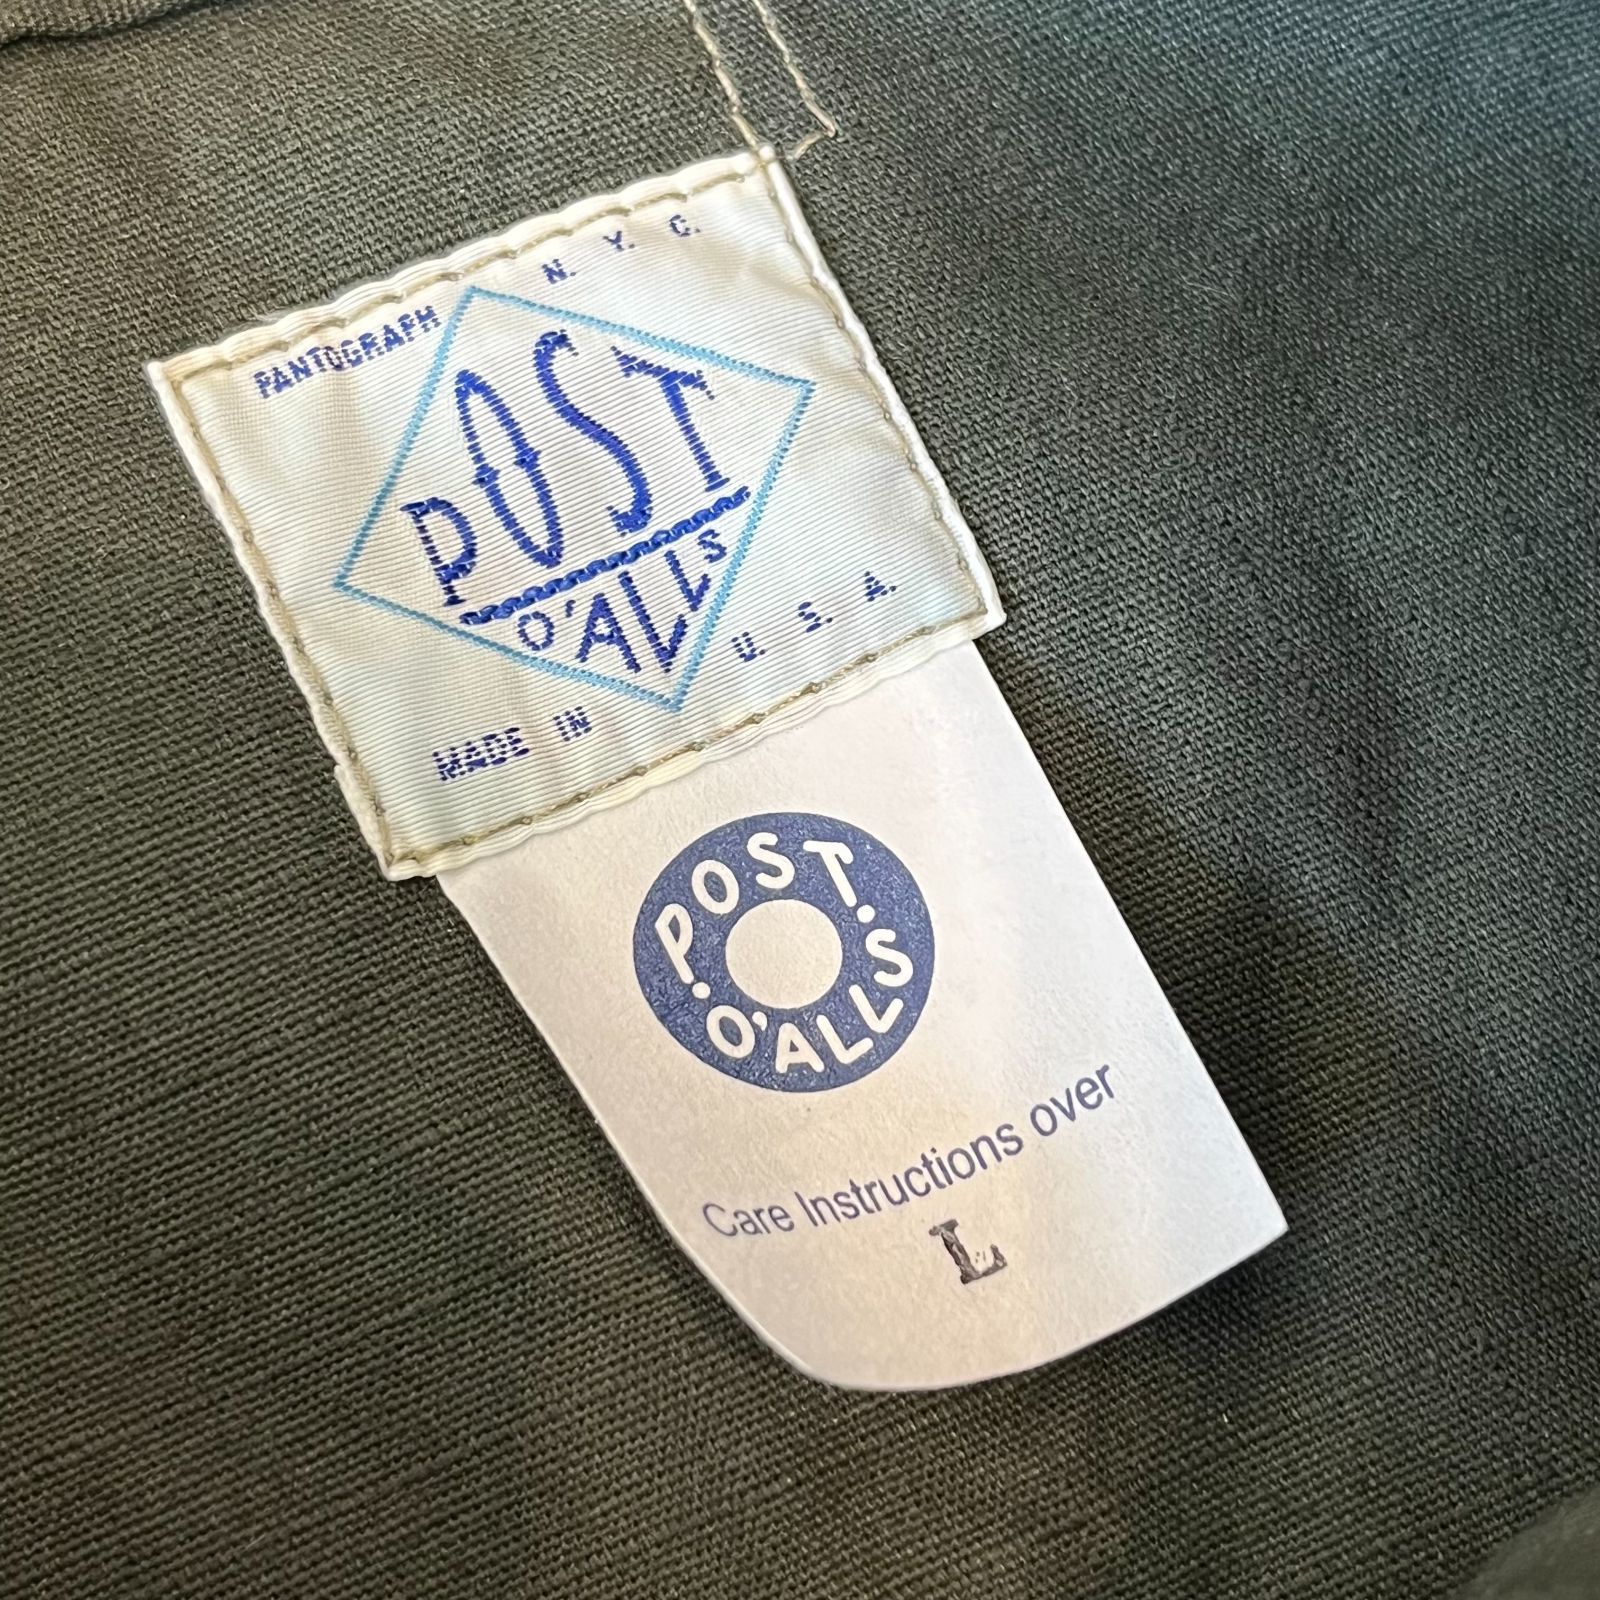 PANTOGRAPH N. Y. C.
POST
O'ALLS
MADE IN U. S. A.
POST
O'ALLS
Care Instructions over
L